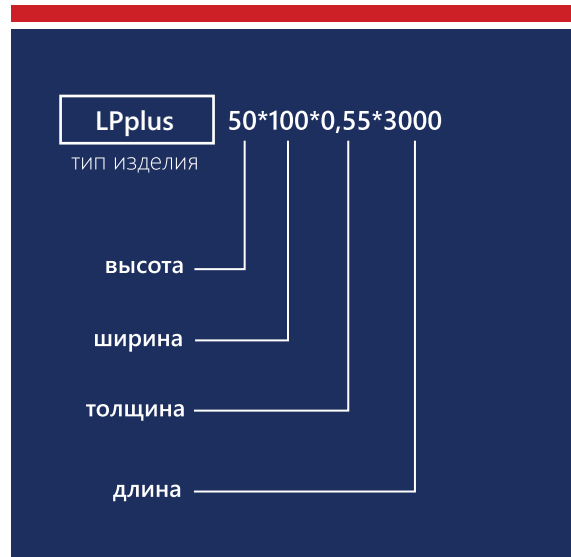 LPplus 50*100*0,55*3000
тип изделия
высота
ширина
толщина
длина